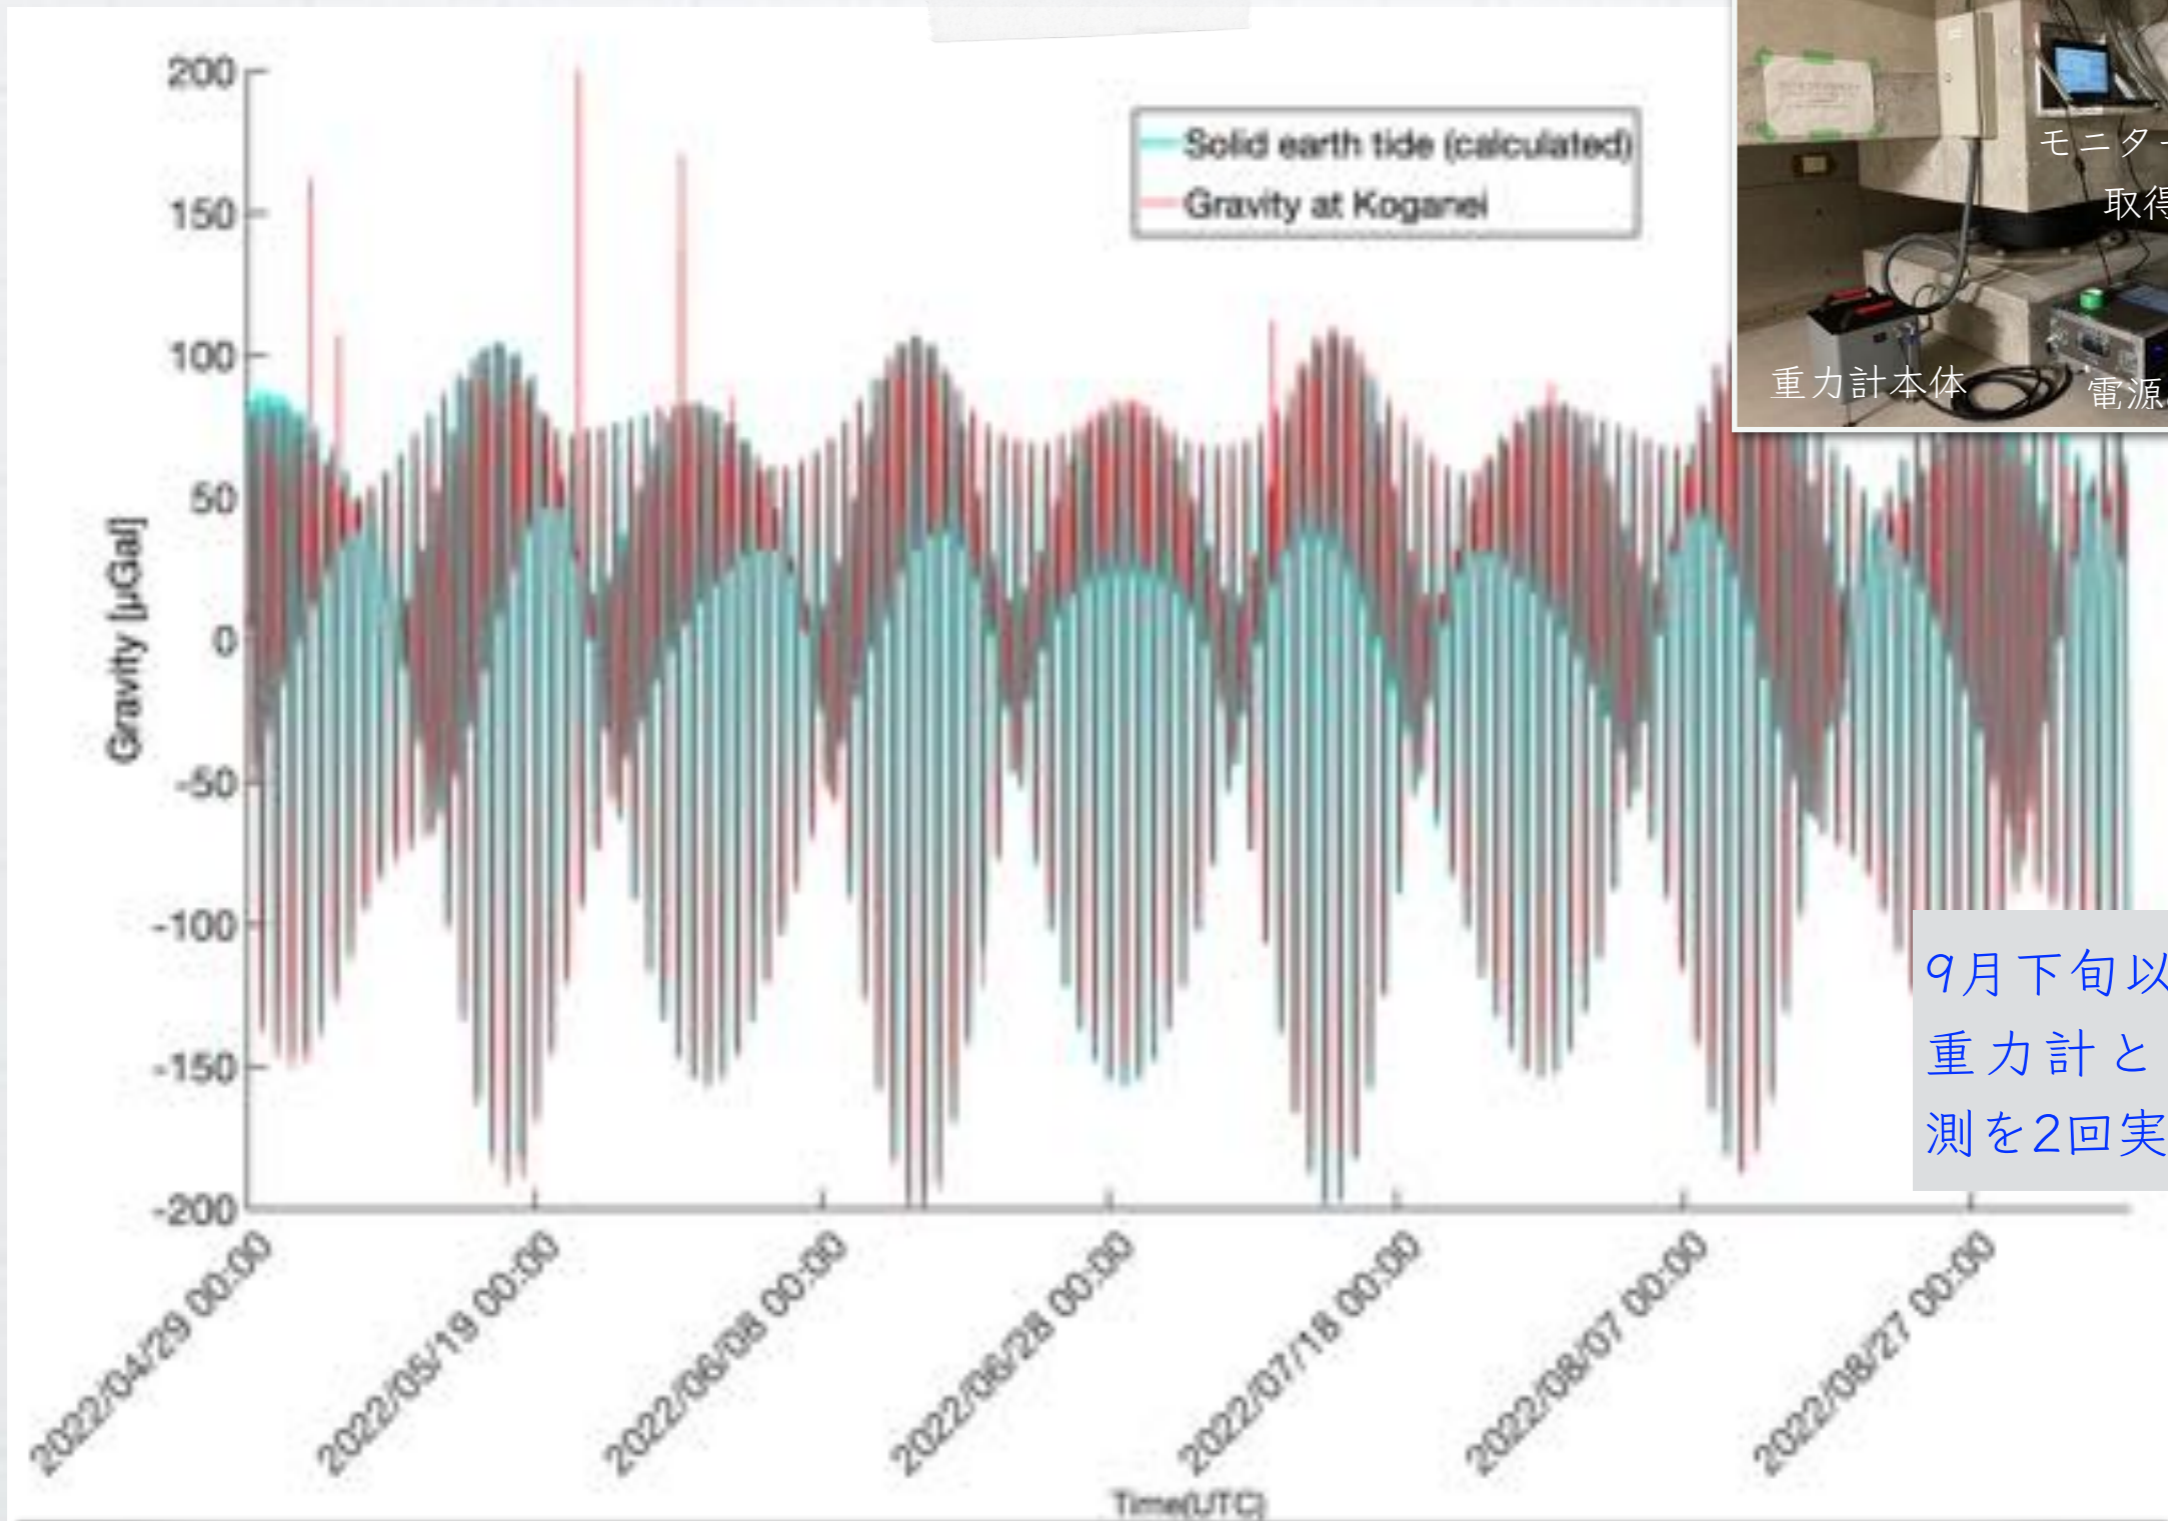 200
150
100
50
0
-50
-100
-150
-200
Gravity [μGal]
Solid earth tide (calculated)
Gravity at Koganei
2022/04/29 00:00
2022/05/19 00:00
2022/06/08 00:00
2022/06/28 00:00
2022/07/18 00:00
2022/08/07 00:00
2022/08/27 00:00
Time(UTC)
モニター
取得
重力計本体
電源
9月下旬以
重力計と
測を2回実